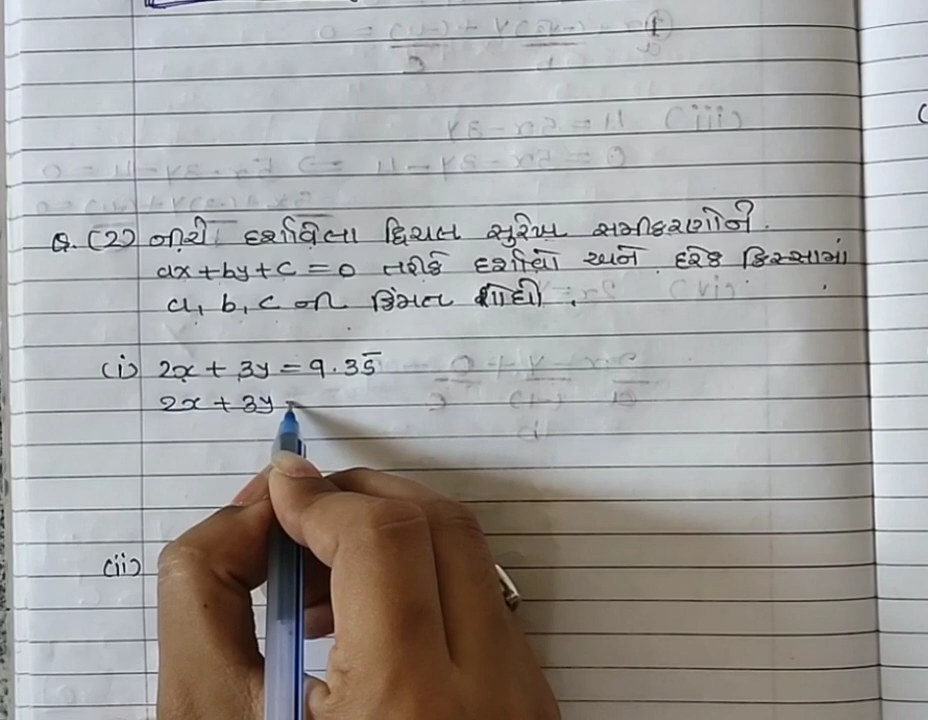 Q.(2) નીચે દર્શાવેલા દ્વિચલ સુરેખ સમીકરણોને
ax + by + c = 0 તરીકે દર્શાવો અને દરેક કિસ્સામાં
a, b, c ની કિંમત શોધો.
(i) 2x + 3y = 9.35̅
2x + 3y -
(ii)